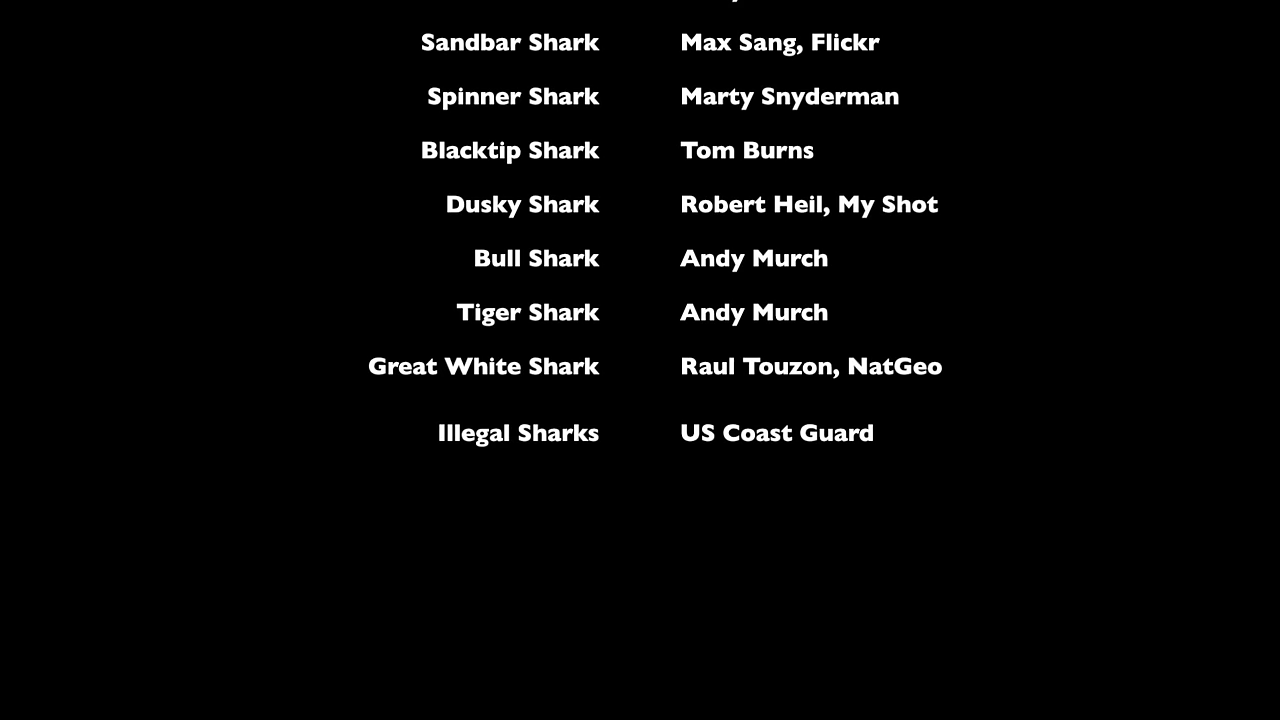 Sandbar Shark Max Sang, Flickr
Spinner Shark Marty Snyderman
Blacktip Shark Tom Burns
Dusky Shark Robert Heil, My Shot
Bull Shark Andy Murch
Tiger Shark Andy Murch
Great White Shark Raul Touzon, NatGeo
Illegal Sharks US Coast Guard